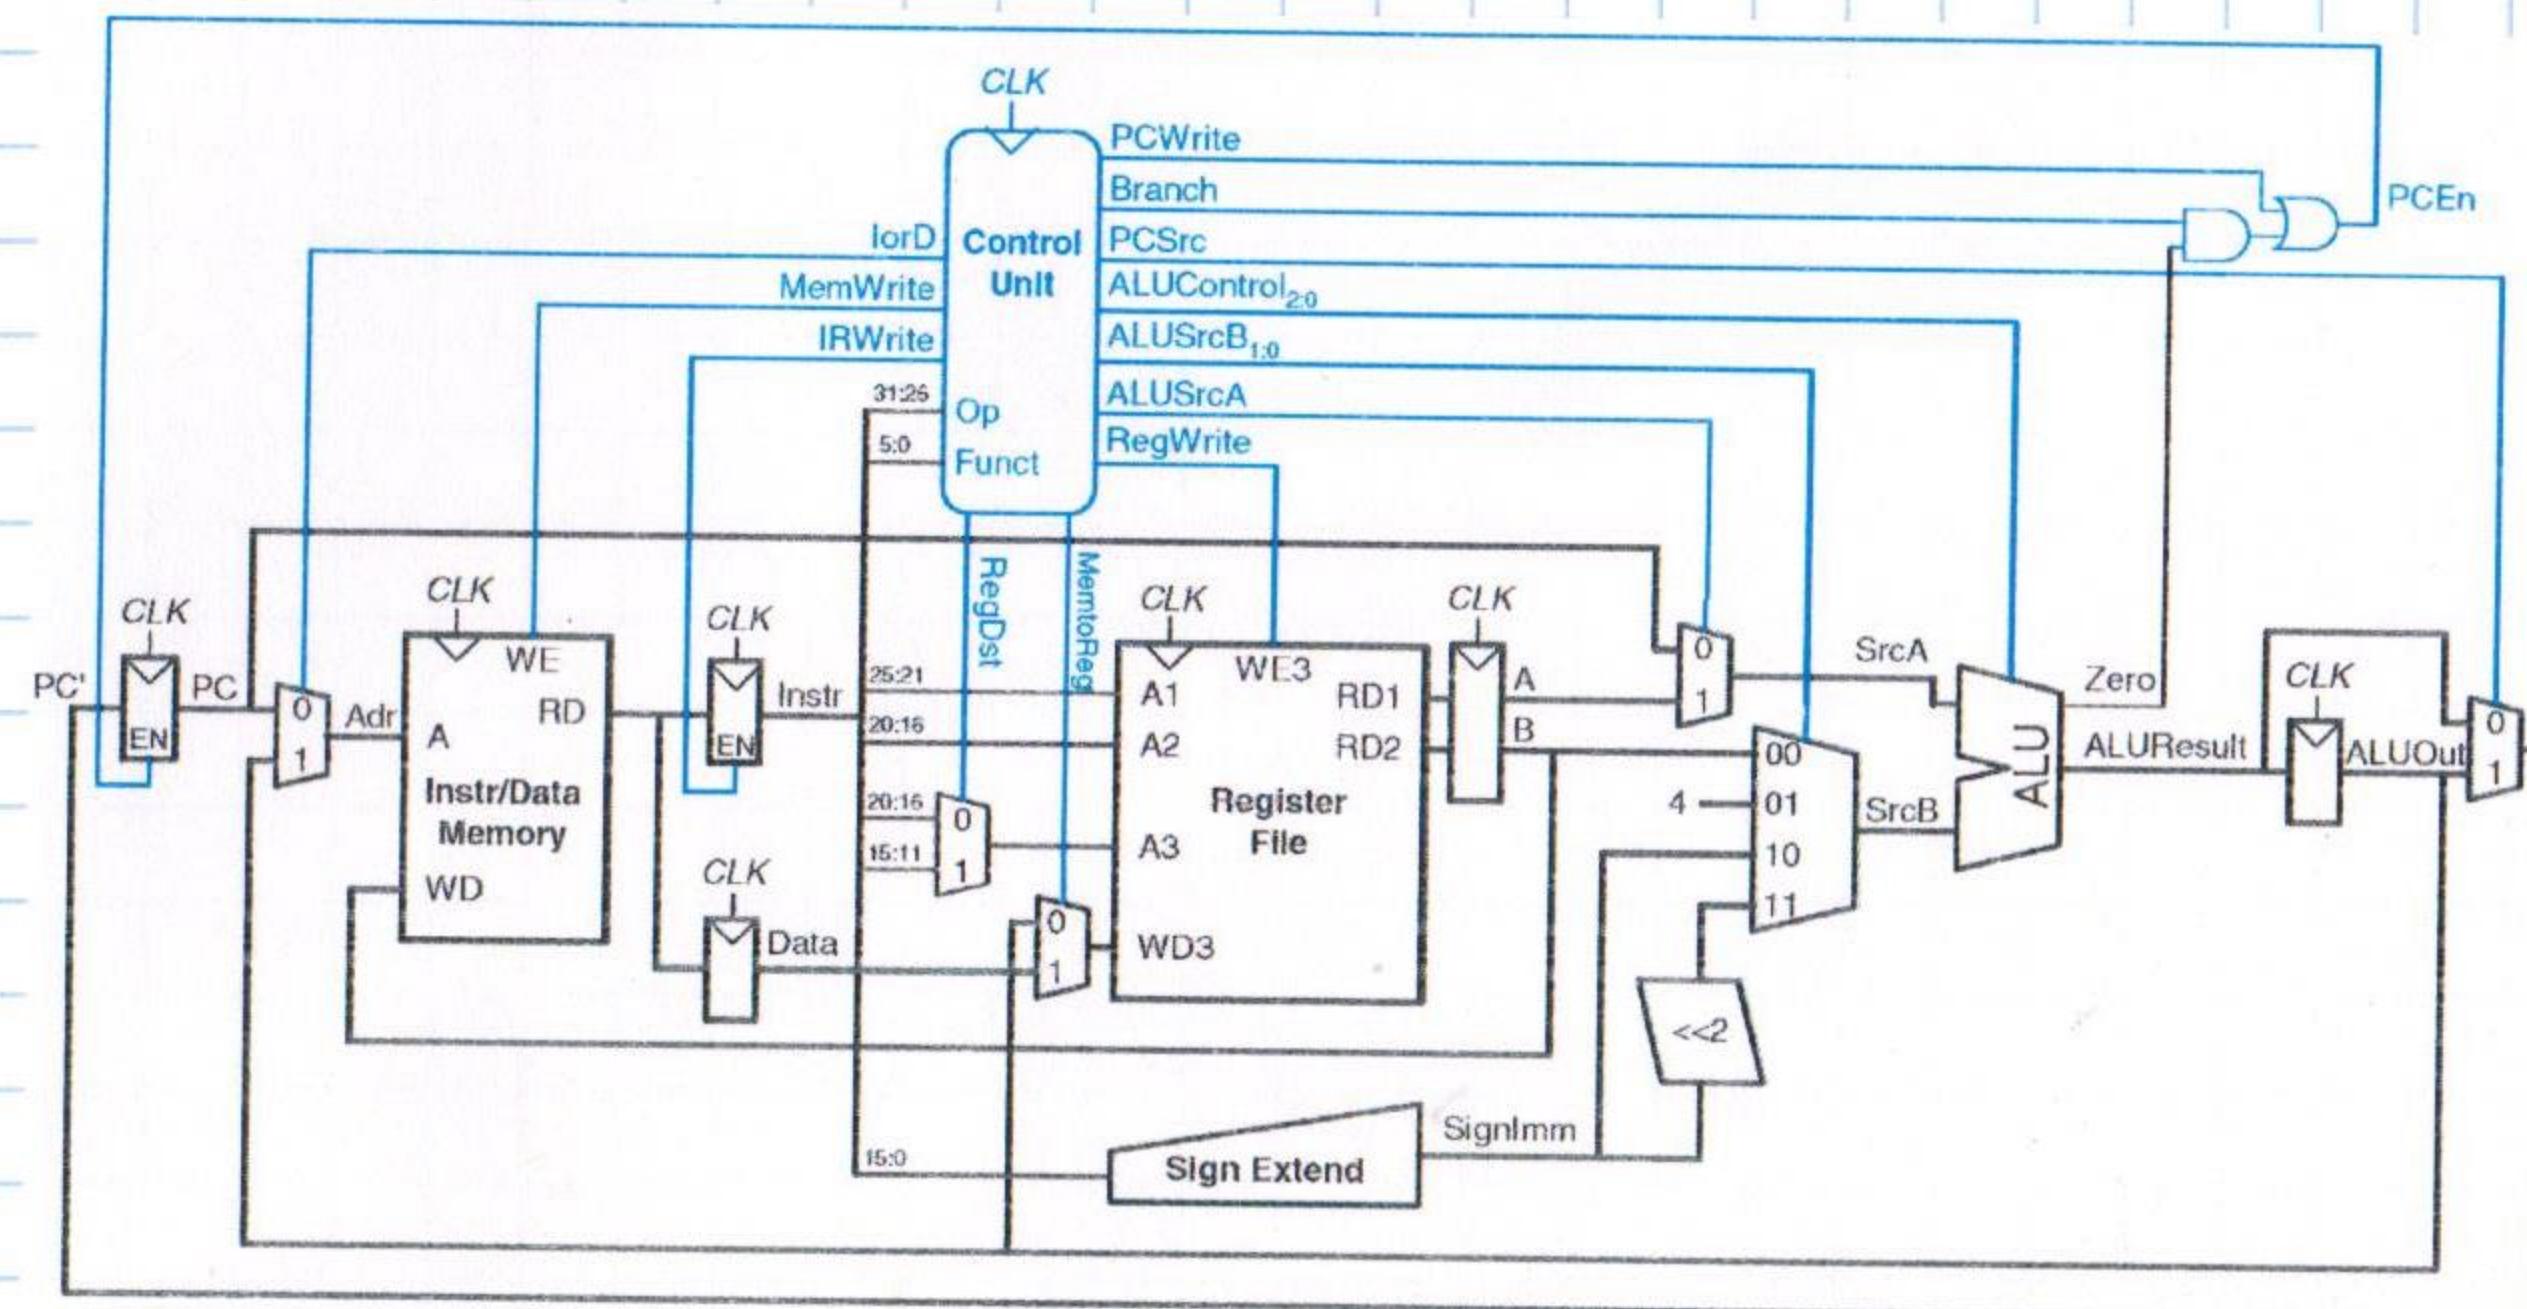 CLK
PCWrite
Branch
PCEn
IorD
Control
Unit
PCSrc
MemWrite
ALUControl2:0
IRWrite
ALUSrcB1:0
31:26
Op
ALUSrcA
5:0
Funct
RegWrite
RegDst
MemtoReg
CLK
CLK
CLK
CLK
CLK
PC'
EN
PC
0
1
Adr
WE
RD
A
Instr/Data
Memory
WD
EN
Instr
25:21
20:16
20:16
15:11
0
1
CLK
Data
0
1
A1
A2
A3
WD3
WE3
RD1
RD2
Register
File
A
B
0
1
SrcA
00
4
01
10
11
SrcB
ALU
Zero
ALUResult
CLK
ALUOut
0
1
<<2
15:0
Sign Extend
SignImm